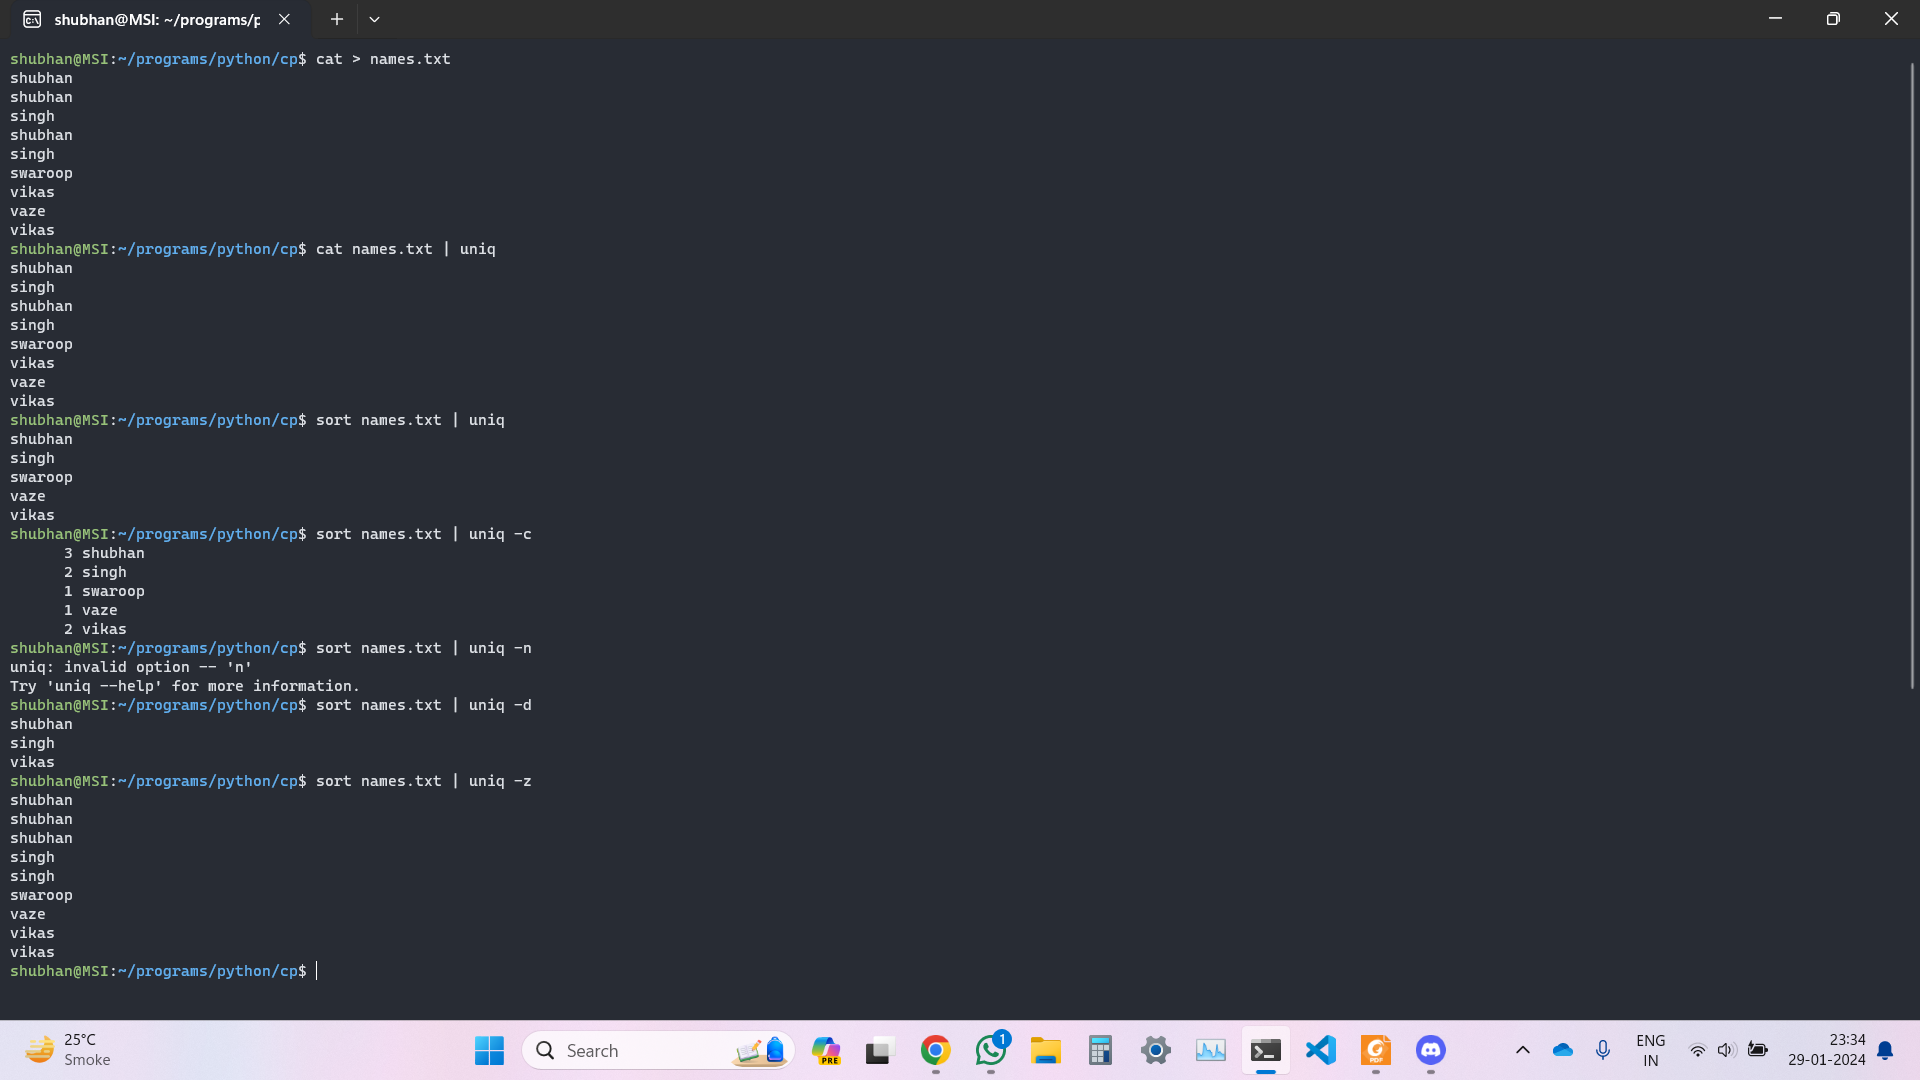 shubhan@MSI: ~/programs/p
shubhan@MSI:~/programs/python/cp$ cat > names.txt
shubhan
shubhan
singh
shubhan
singh
swaroop
vikas
vaze
vikas
shubhan@MSI:~/programs/python/cp$ cat names.txt | uniq
shubhan
singh
shubhan
singh
swaroop
vikas
vaze
vikas
shubhan@MSI:~/programs/python/cp$ sort names.txt | uniq
shubhan
singh
swaroop
vaze
vikas
shubhan@MSI:~/programs/python/cp$ sort names.txt | uniq -c
3 shubhan
2 singh
1 swaroop
1 vaze
2 vikas
shubhan@MSI:~/programs/python/cp$ sort names.txt | uniq -n
uniq: invalid option -- 'n'
Try 'uniq --help' for more information.
shubhan@MSI:~/programs/python/cp$ sort names.txt | uniq -d
shubhan
singh
vikas
shubhan@MSI:~/programs/python/cp$ sort names.txt | uniq -z
shubhan
shubhan
shubhan
singh
singh
swaroop
vaze
vikas
vikas
shubhan@MSI:~/programs/python/cp$
25°C
Smoke
Search
PRE
1
PDF
ENG
IN
23:34
29-01-2024